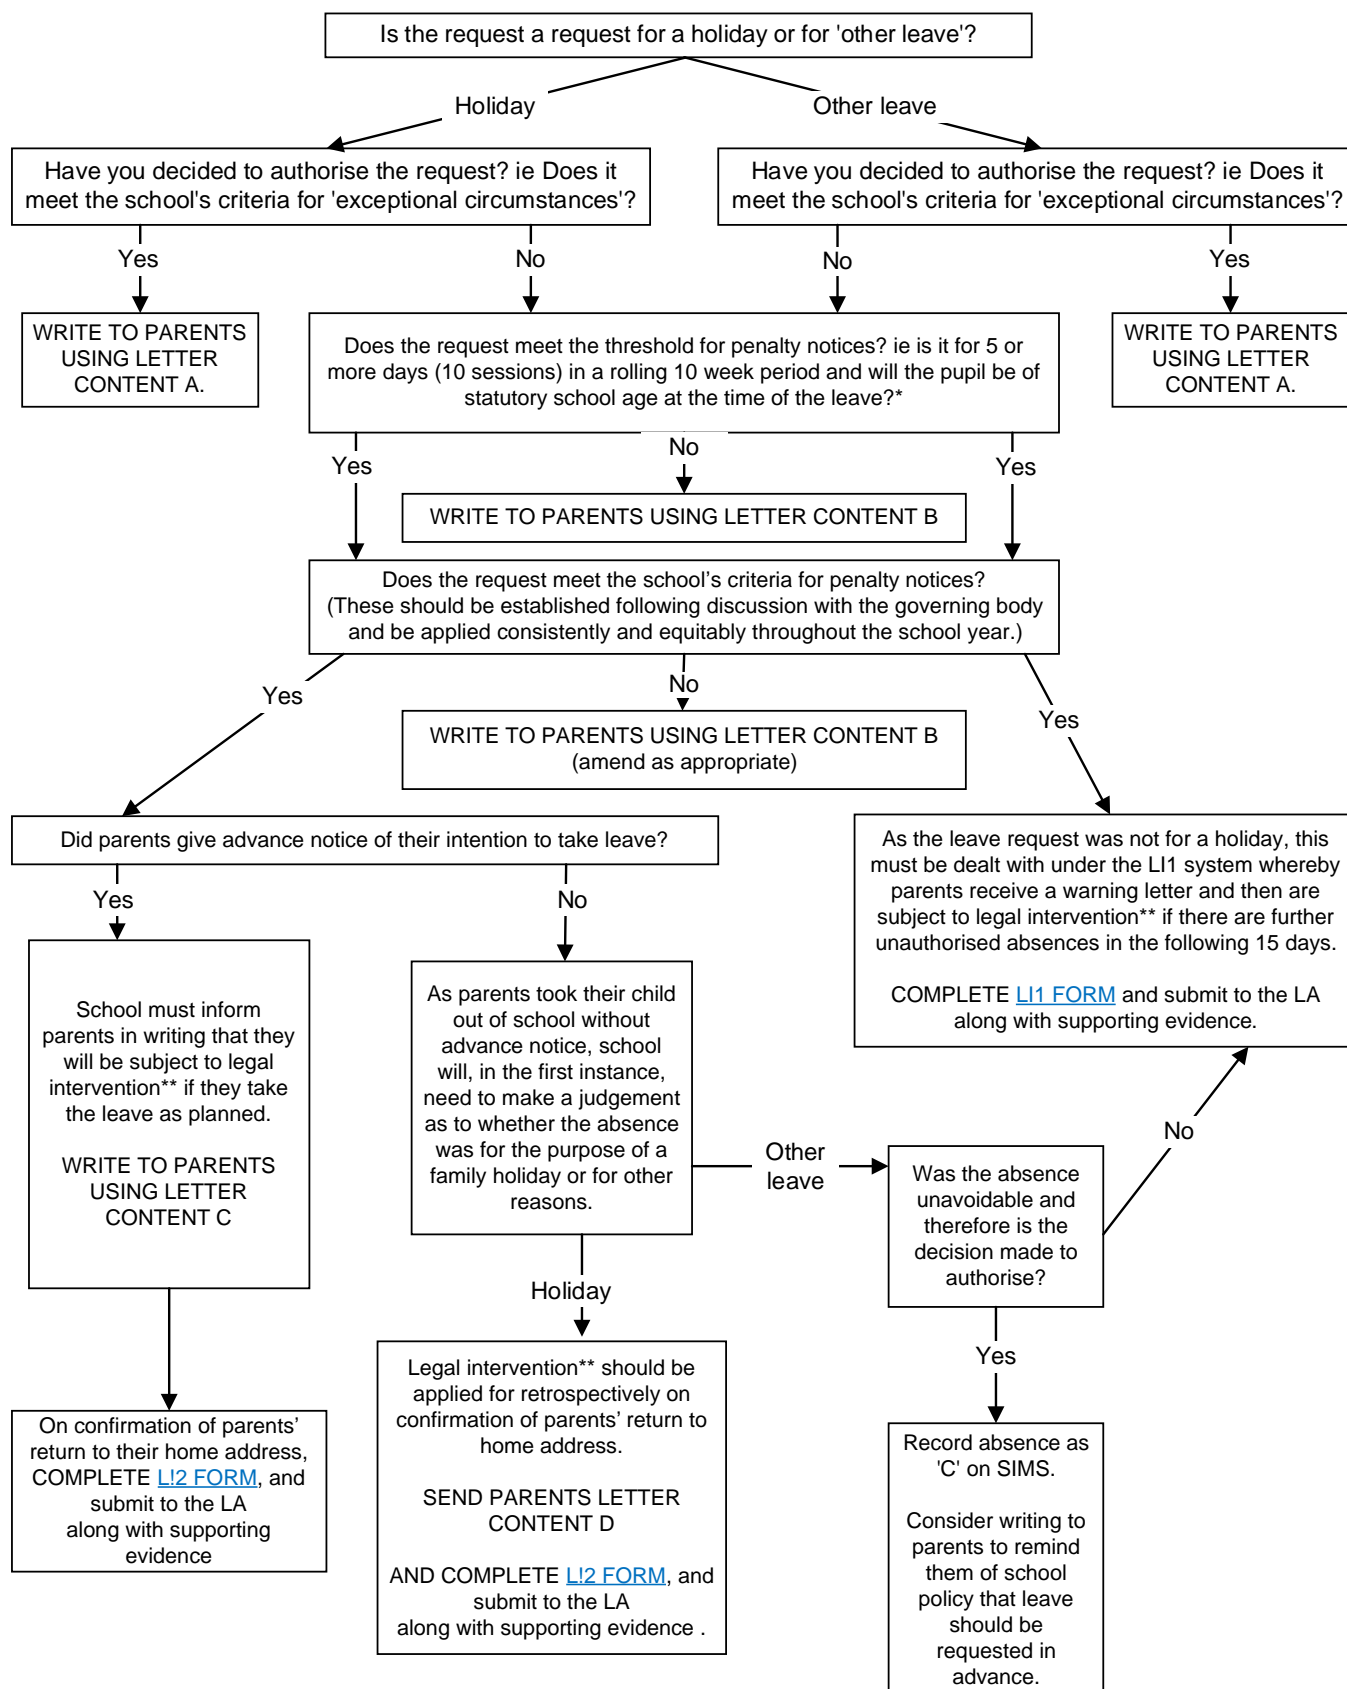 Is the request a request for a holiday or for 'other leave'?
Holiday
Other leave
Have you decided to authorise the request? ie Does it
meet the school's criteria for 'exceptional circumstances'?
Have you decided to authorise the request? ie Does it
meet the school's criteria for 'exceptional circumstances'?
Yes
No
No
Yes
WRITE TO PARENTS
USING LETTER
CONTENT A.
Does the request meet the threshold for penalty notices? ie is it for 5 or
more days (10 sessions) in a rolling 10 week period and will the pupil be of
statutory school age at the time of the leave?*
WRITE TO PARENTS
USING LETTER
CONTENT A.
Yes
No
Yes
WRITE TO PARENTS USING LETTER CONTENT B
Does the request meet the school’s criteria for penalty notices?
(These should be established following discussion with the governing body
and be applied consistently and equitably throughout the school year.)
Yes
No
Yes
WRITE TO PARENTS USING LETTER CONTENT B
(amend as appropriate)
Did parents give advance notice of their intention to take leave?
As the leave request was not for a holiday, this
must be dealt with under the LI1 system whereby
parents receive a warning letter and then are
subject to legal intervention** if there are further
unauthorised absences in the following 15 days.
COMPLETE LI1 FORM and submit to the LA
along with supporting evidence.
Yes
No
School must inform
parents in writing that they
will be subject to legal
intervention** if they take
the leave as planned.
WRITE TO PARENTS
USING LETTER
CONTENT C
As parents took their child
out of school without
advance notice, school
will, in the first instance,
need to make a judgement
as to whether the absence
was for the purpose of a
family holiday or for other
reasons.
Other
leave
Was the absence
unavoidable and
therefore is the
decision made to
authorise?
No
Holiday
Yes
On confirmation of parents’
return to their home address,
COMPLETE L!2 FORM, and
submit to the LA
along with supporting
evidence
Legal intervention** should be
applied for retrospectively on
confirmation of parents’ return to
home address.
SEND PARENTS LETTER
CONTENT D
AND COMPLETE L!2 FORM, and
submit to the LA
along with supporting evidence .
Record absence as
'C' on SIMS.
Consider writing to
parents to remind
them of school
policy that leave
should be
requested in
advance.